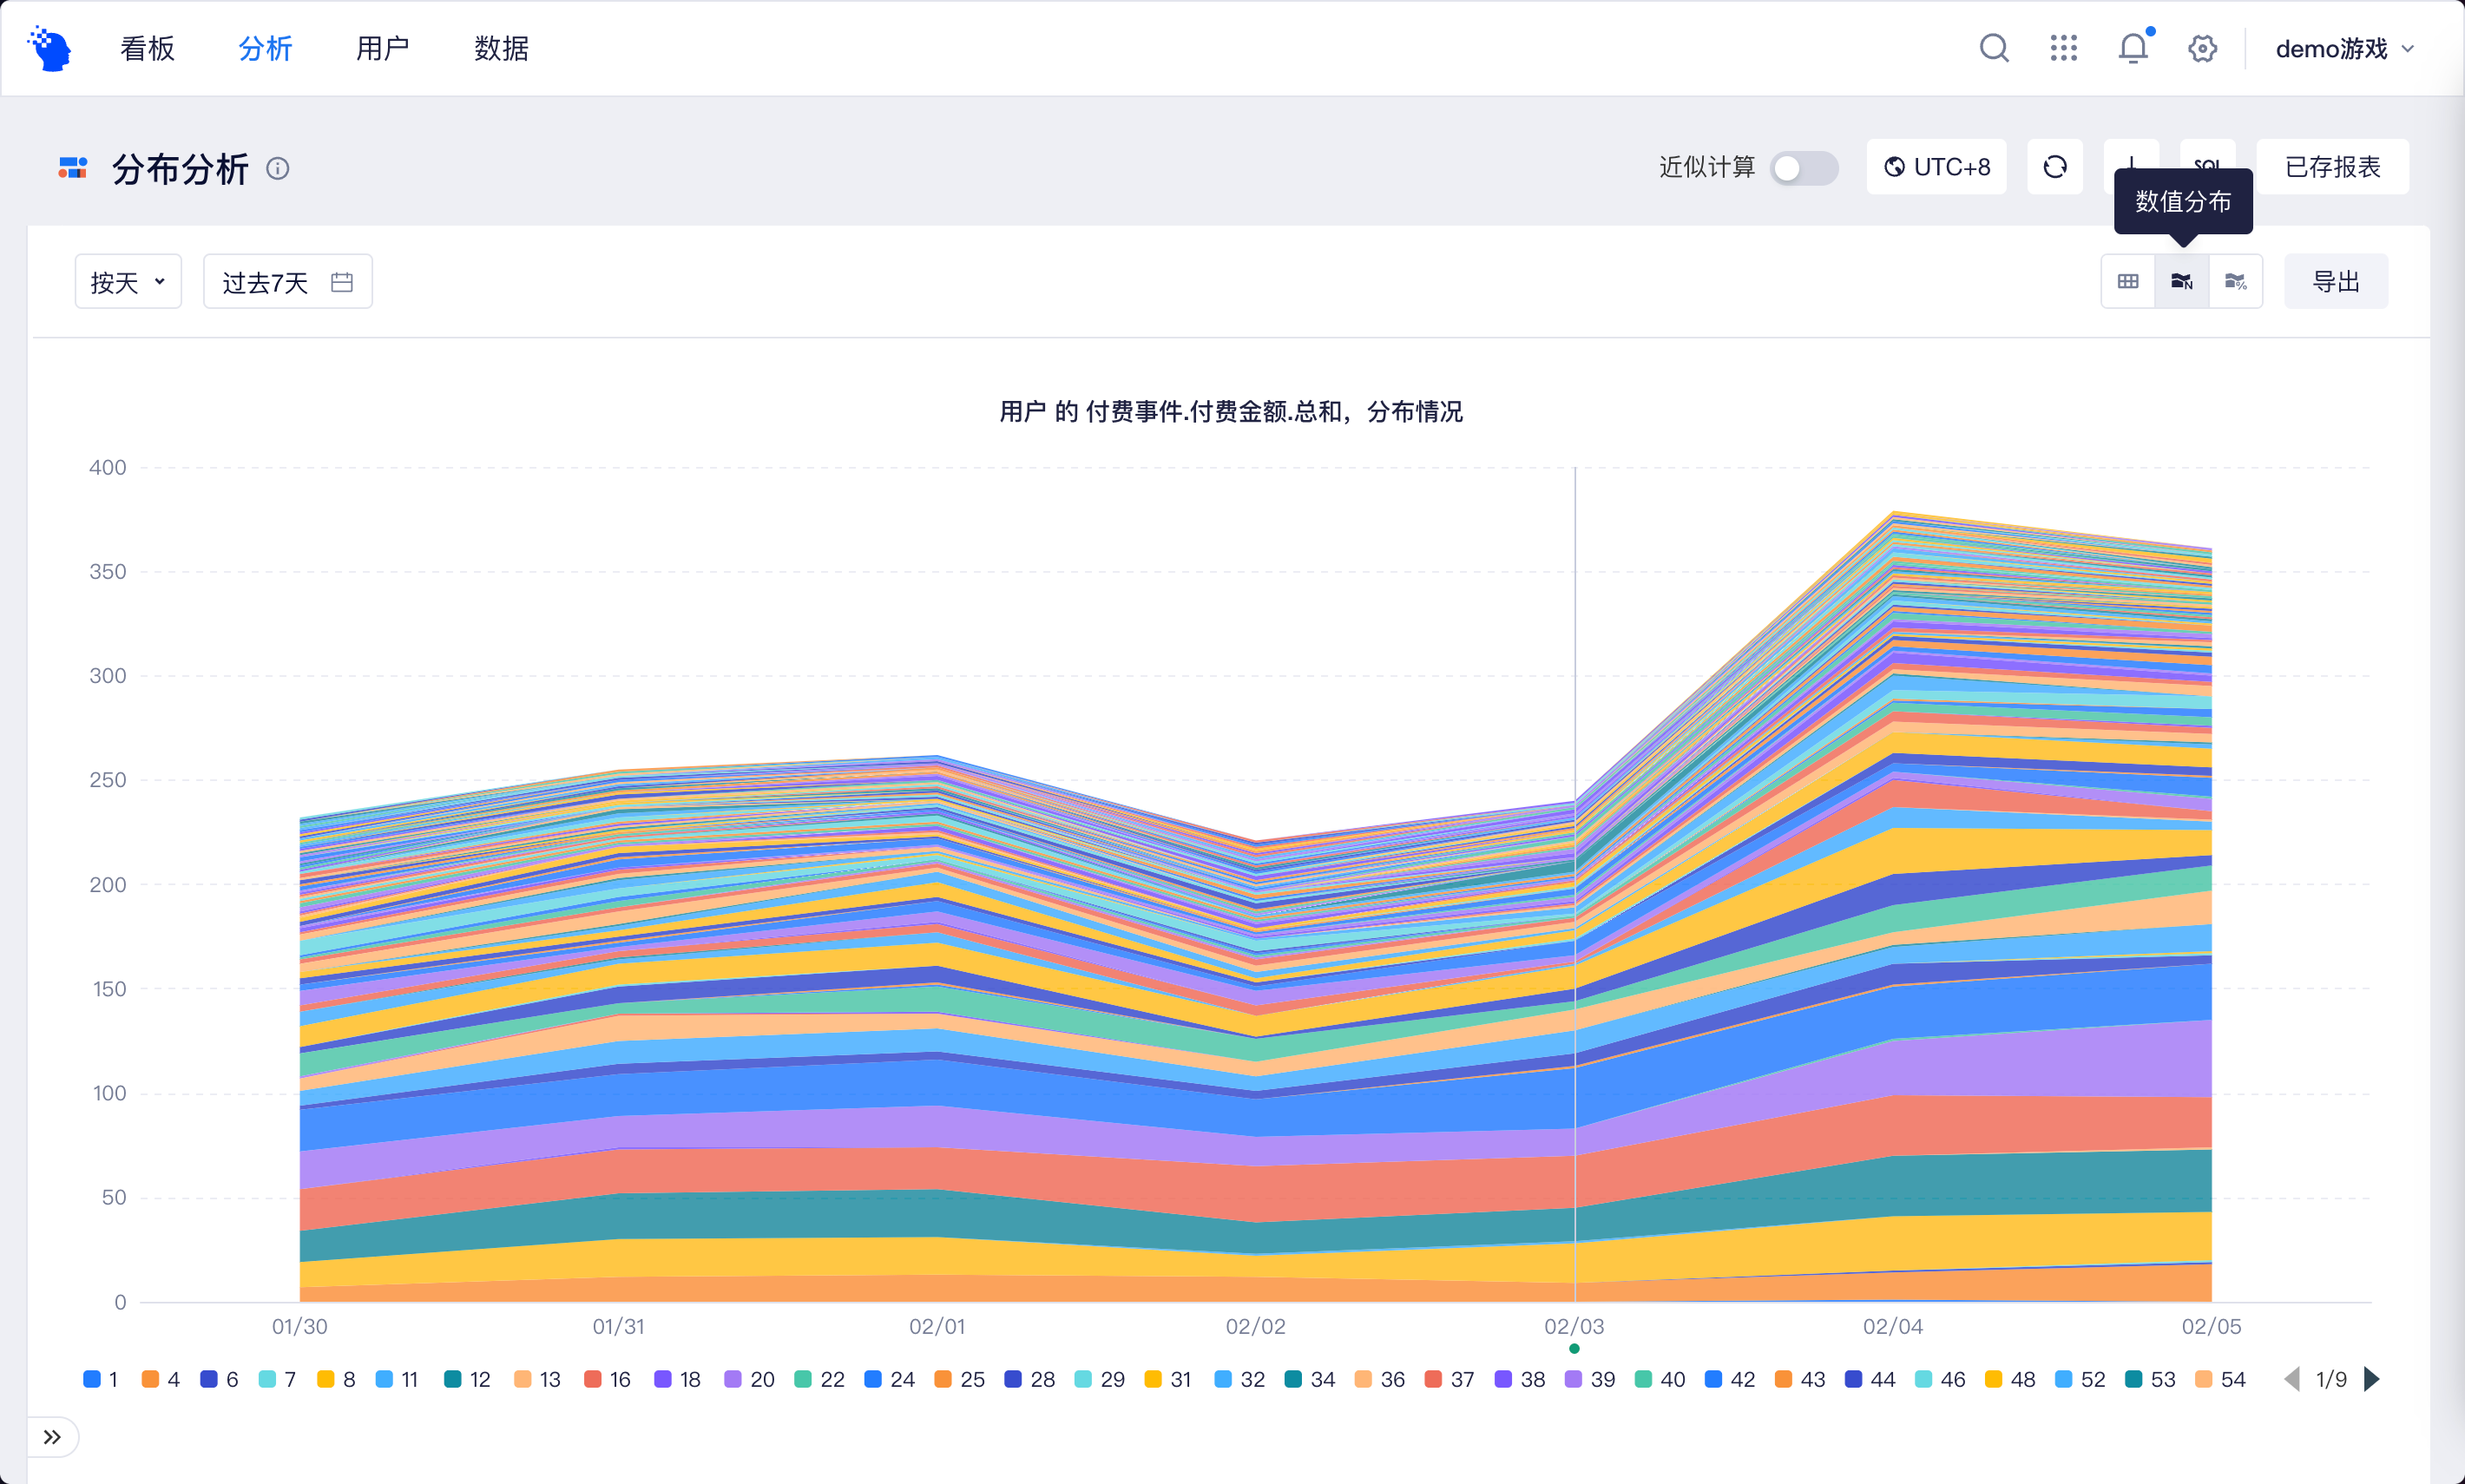 看板 分析 用户 数据 demo游戏
分布分析 近似计算 UTC+8 SQL 已存报表
数值分布
按天 过去7天 N % 导出
用户 的 付费事件.付费金额.总和，分布情况
400
350
300
250
200
150
100
50
0
01/30 01/31 02/01 02/02 02/03 02/04 02/05
1 4 6 7 8 11 12 13 16 18 20 22 24 25 28 29 31 32 34 36 37 38 39 40 42 43 44 46 48 52 53 54 1/9